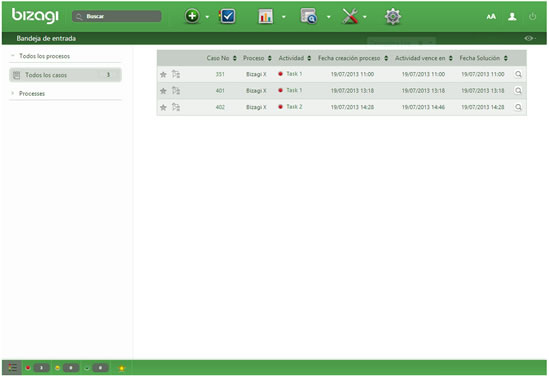 bizagi
Buscar
AA
Bandeja de entrada
Todos los procesos
Todos los casos 3
Processes
Caso No Proceso Actividad Fecha creación proceso Actividad vence en Fecha Solución
351 Bizagi X Task 1 19/07/2013 11:00 19/07/2013 11:00 19/07/2013 11:00
401 Bizagi X Task 1 19/07/2013 13:18 19/07/2013 13:18 19/07/2013 13:18
402 Bizagi X Task 2 19/07/2013 14:28 19/07/2013 14:46 19/07/2013 14:28
3 0 0